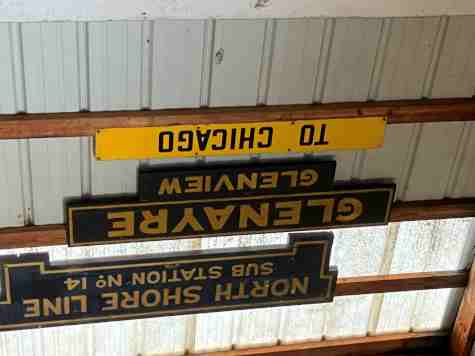 NORTH SHORE LINE
SUB STATION No 14
GLENAYRE
GLENVIEW
TO CHICAGO